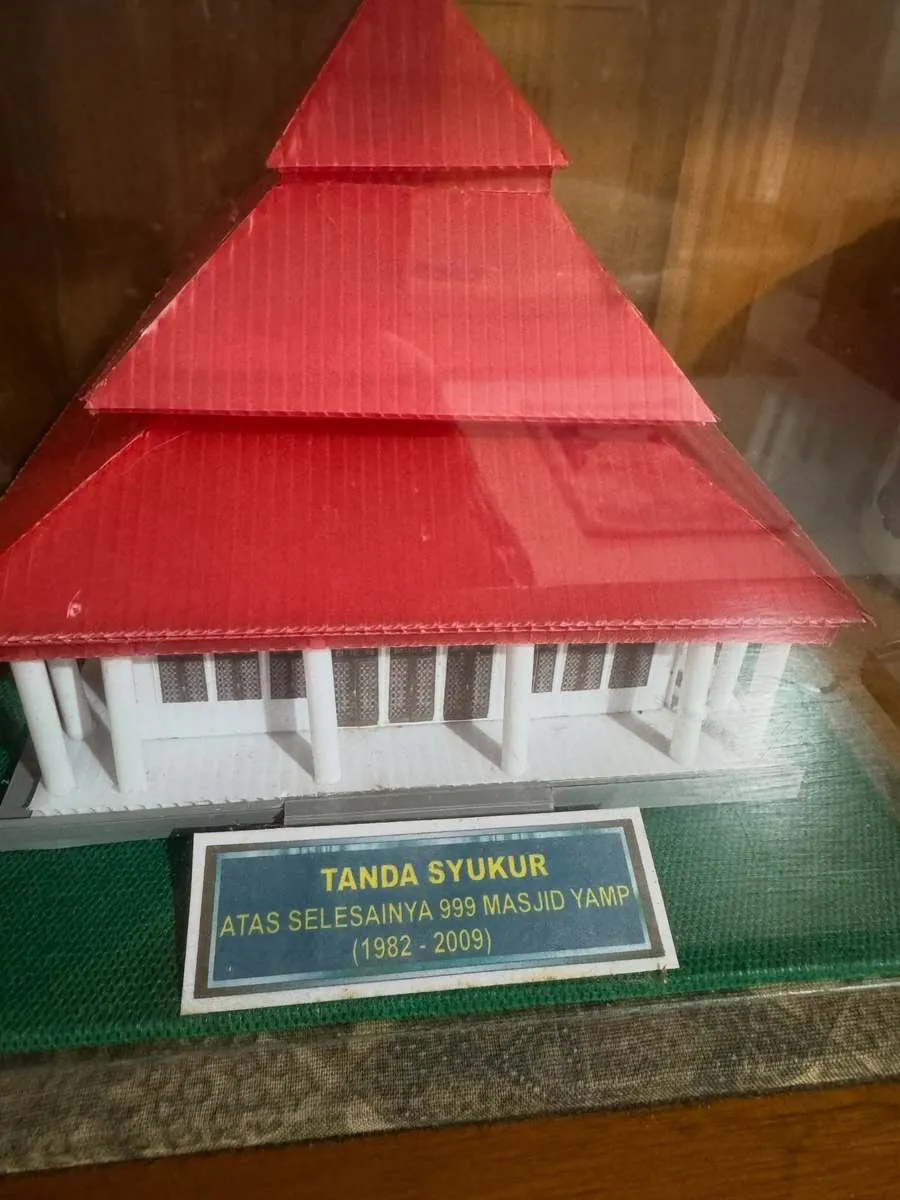 TANDA SYUKUR
ATAS SELESAINYA 999 MASJID YAMP
(1982 - 2009)